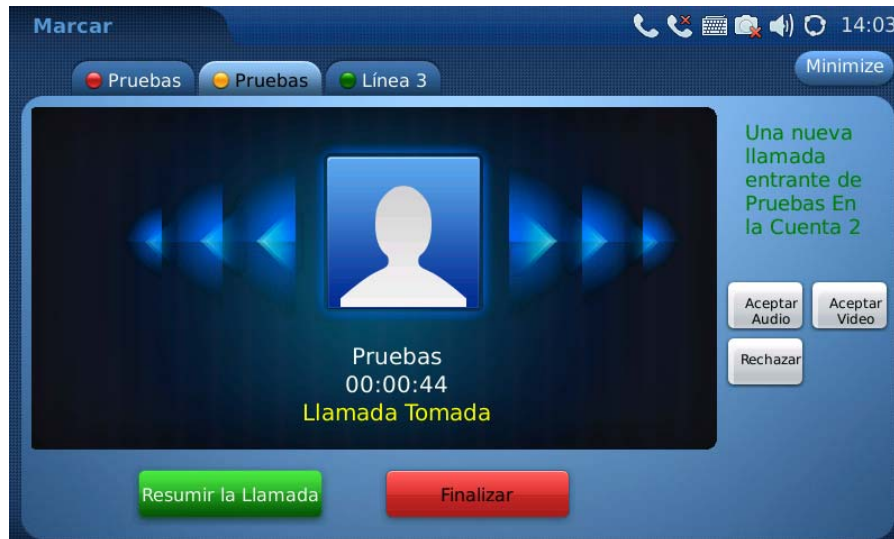 Marcar
14:03
Minimize
Pruebas
Pruebas
Línea 3
Una nueva
llamada
entrante de
Pruebas En
la Cuenta 2
Aceptar
Audio
Aceptar
Video
Rechazar
Pruebas
00:00:44
Llamada Tomada
Resumir la Llamada
Finalizar